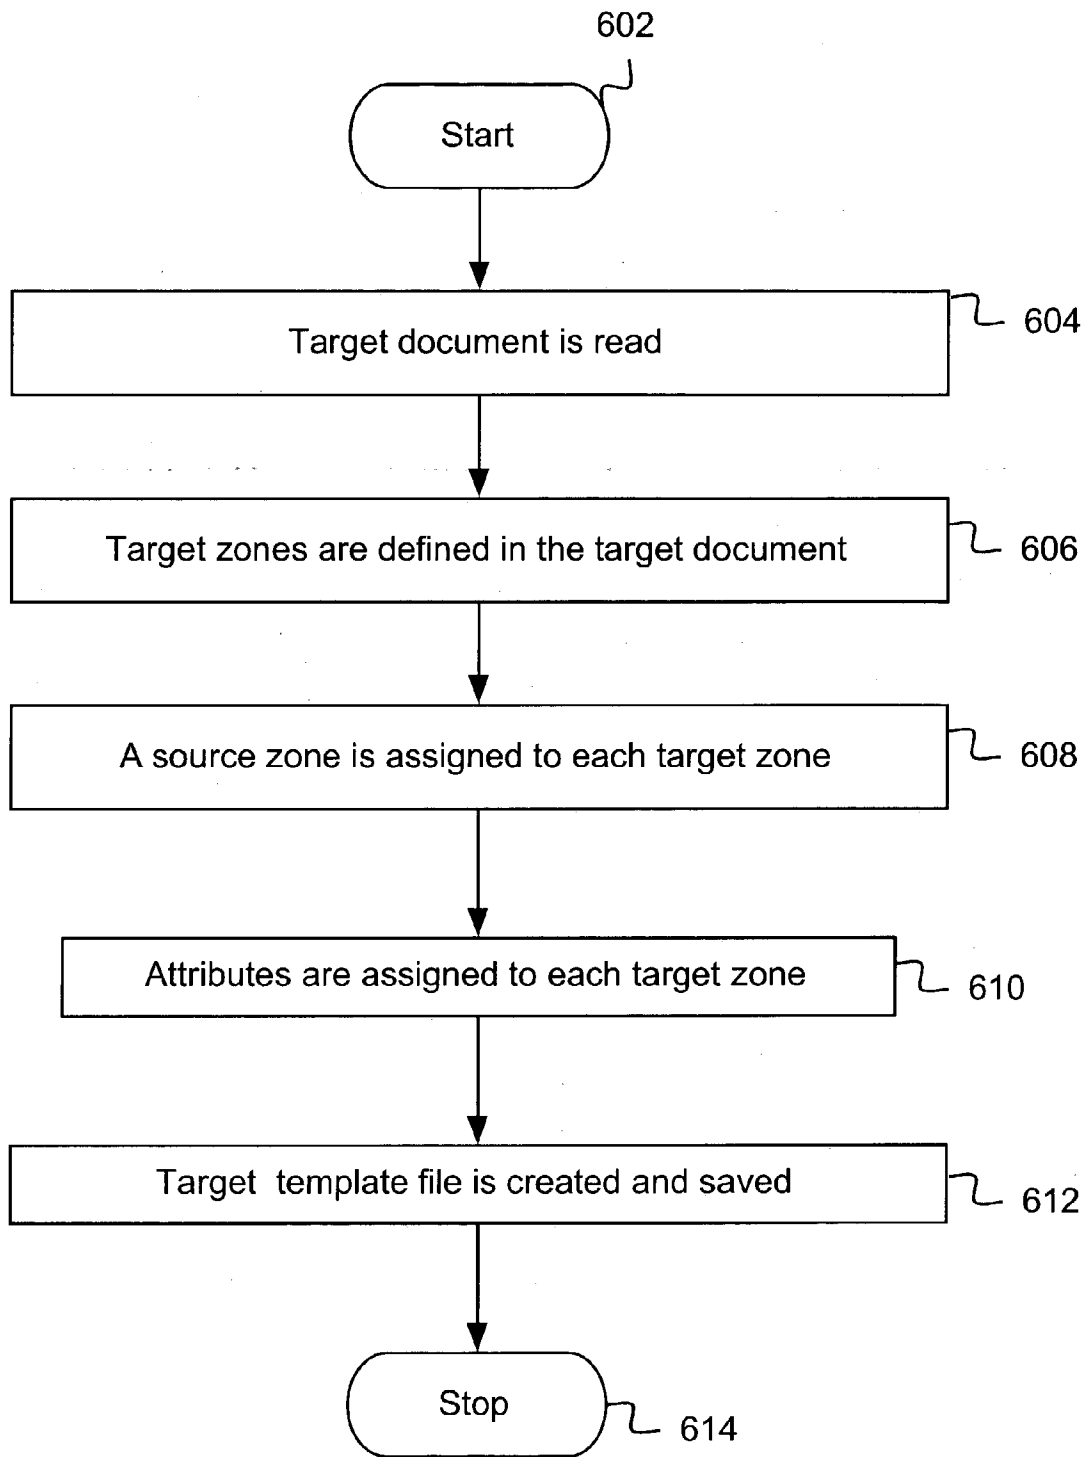 602
Start
604
Target document is read
606
Target zones are defined in the target document
608
A source zone is assigned to each target zone
610
Attributes are assigned to each target zone
612
Target template file is created and saved
Stop
614